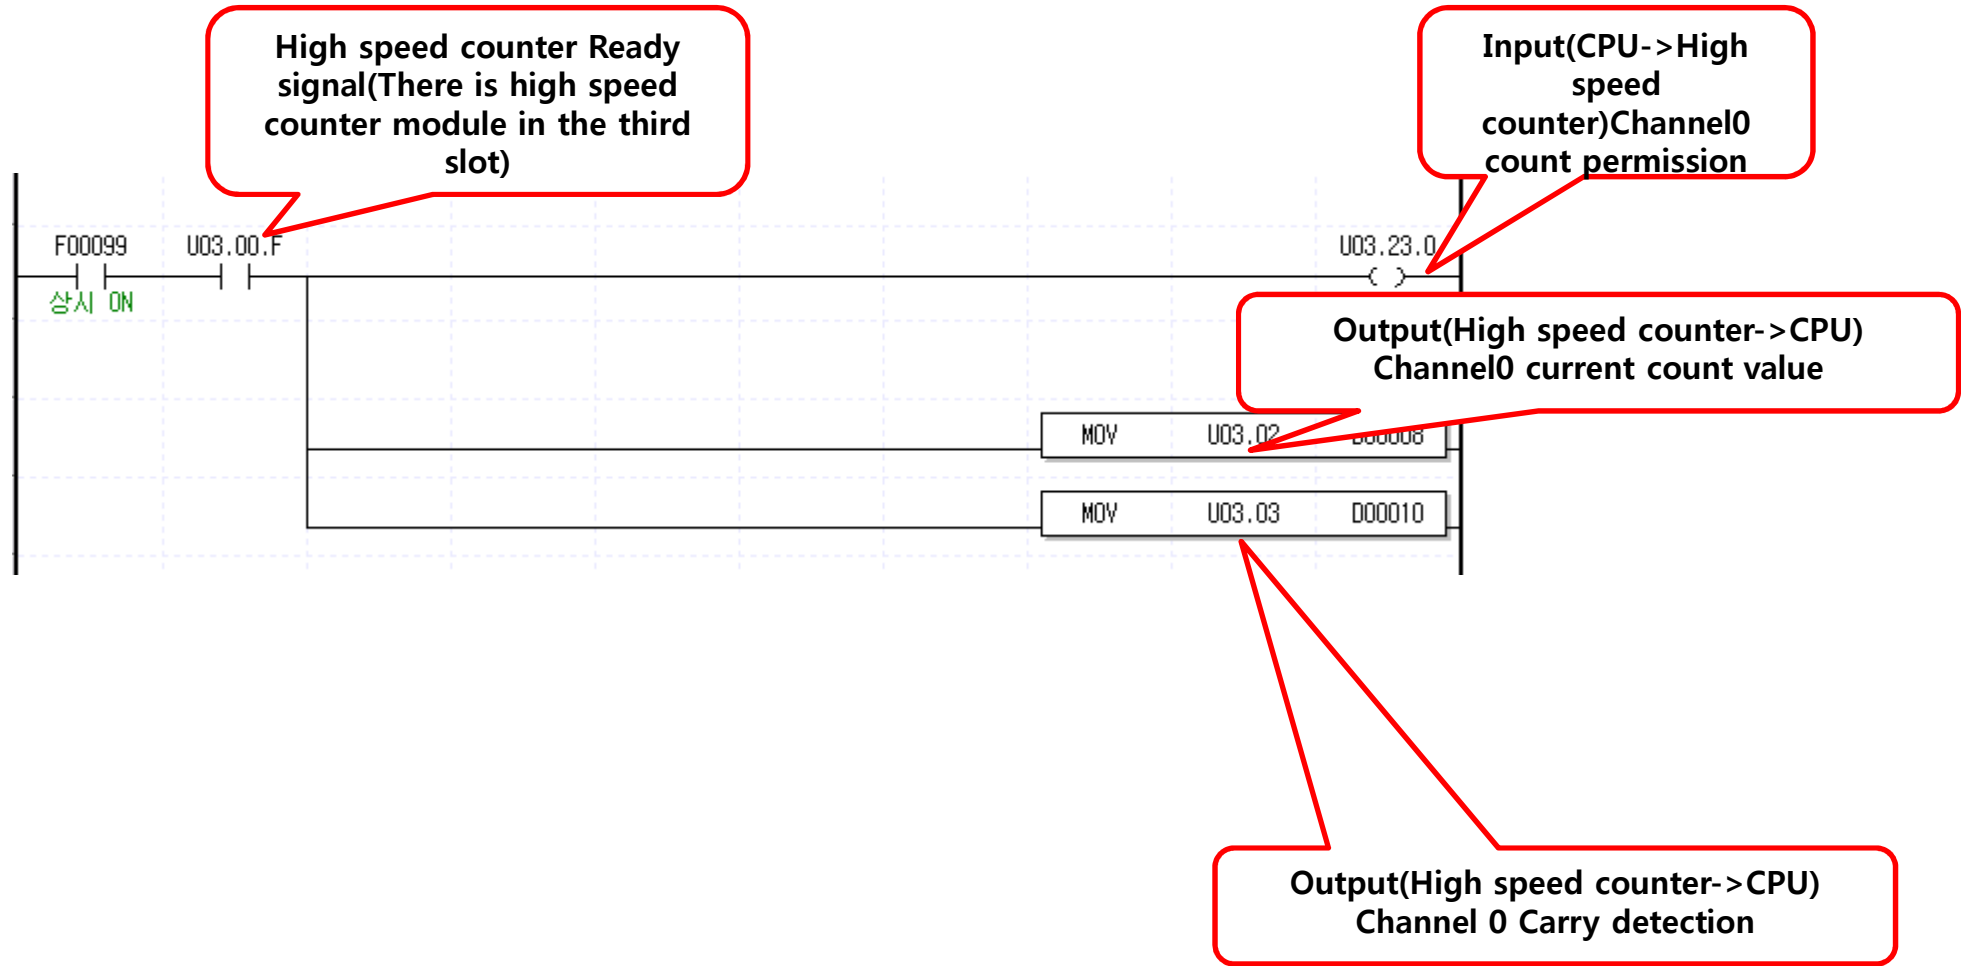 High speed counter Ready
signal(There is high speed
counter module in the third
slot)
Input(CPU->High
speed
counter)Channel0
count permission
F00099
U03.00.F
U03.23.0
상시 ON
Output(High speed counter->CPU)
Channel0 current count value
MOV U03.02 D00008
MOV U03.03 D00010
Output(High speed counter->CPU)
Channel 0 Carry detection